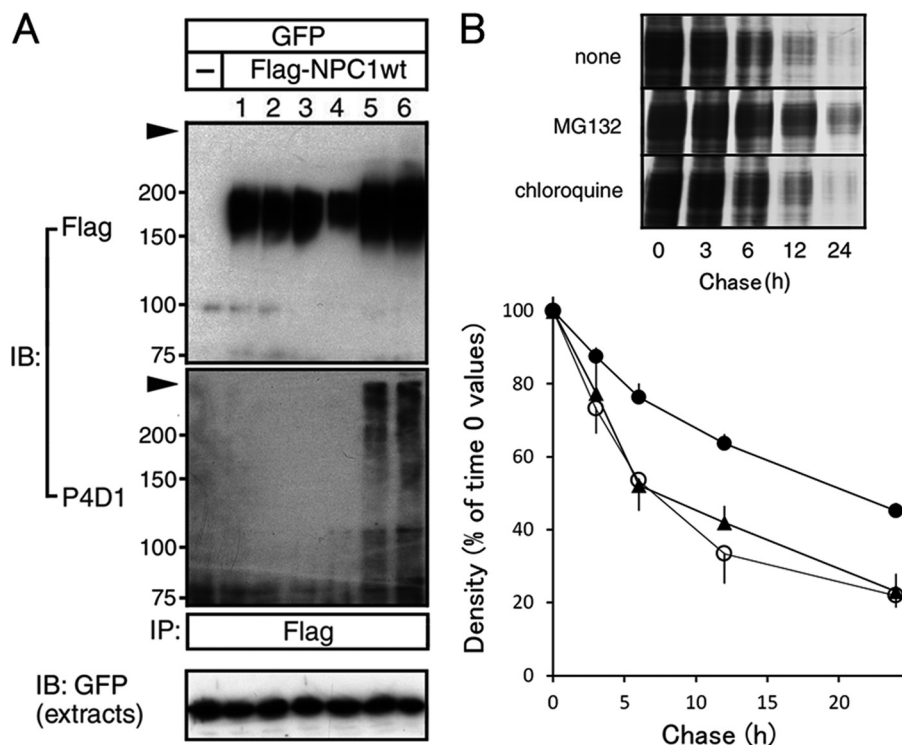 A
GFP
– Flag-NPC1wt
1 2 3 4 5 6
200
150
100
75
Flag
IB:
P4D1
200
150
100
75
IP: Flag
IB: GFP
(extracts)
B
none
MG132
chloroquine
0 3 6 12 24
Chase (h)
Density (% of time 0 values)
100
80
60
40
20
0
0 5 10 15 20
Chase (h)